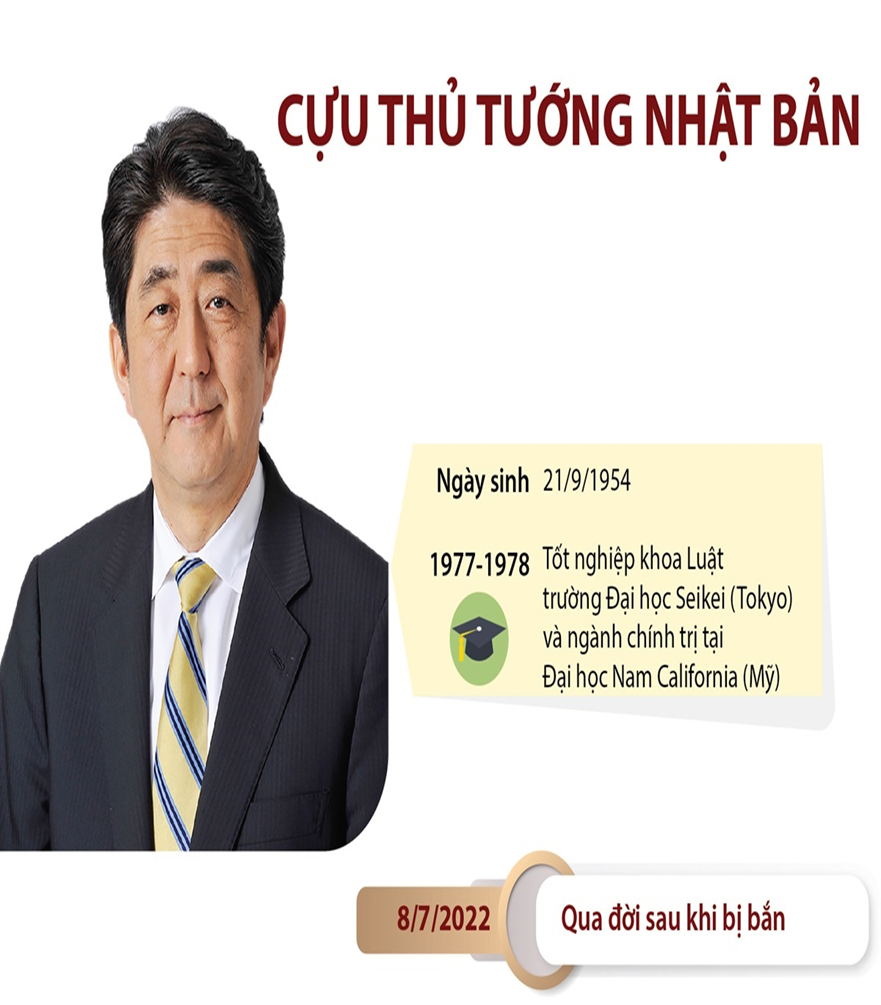 CỰU THỦ TƯỚNG NHẬT BẢN
Ngày sinh 21/9/1954
1977-1978 Tốt nghiệp khoa Luật
trường Đại học Seikei (Tokyo)
và ngành chính trị tại
Đại học Nam California (Mỹ)
8/7/2022 Qua đời sau khi bị bắn